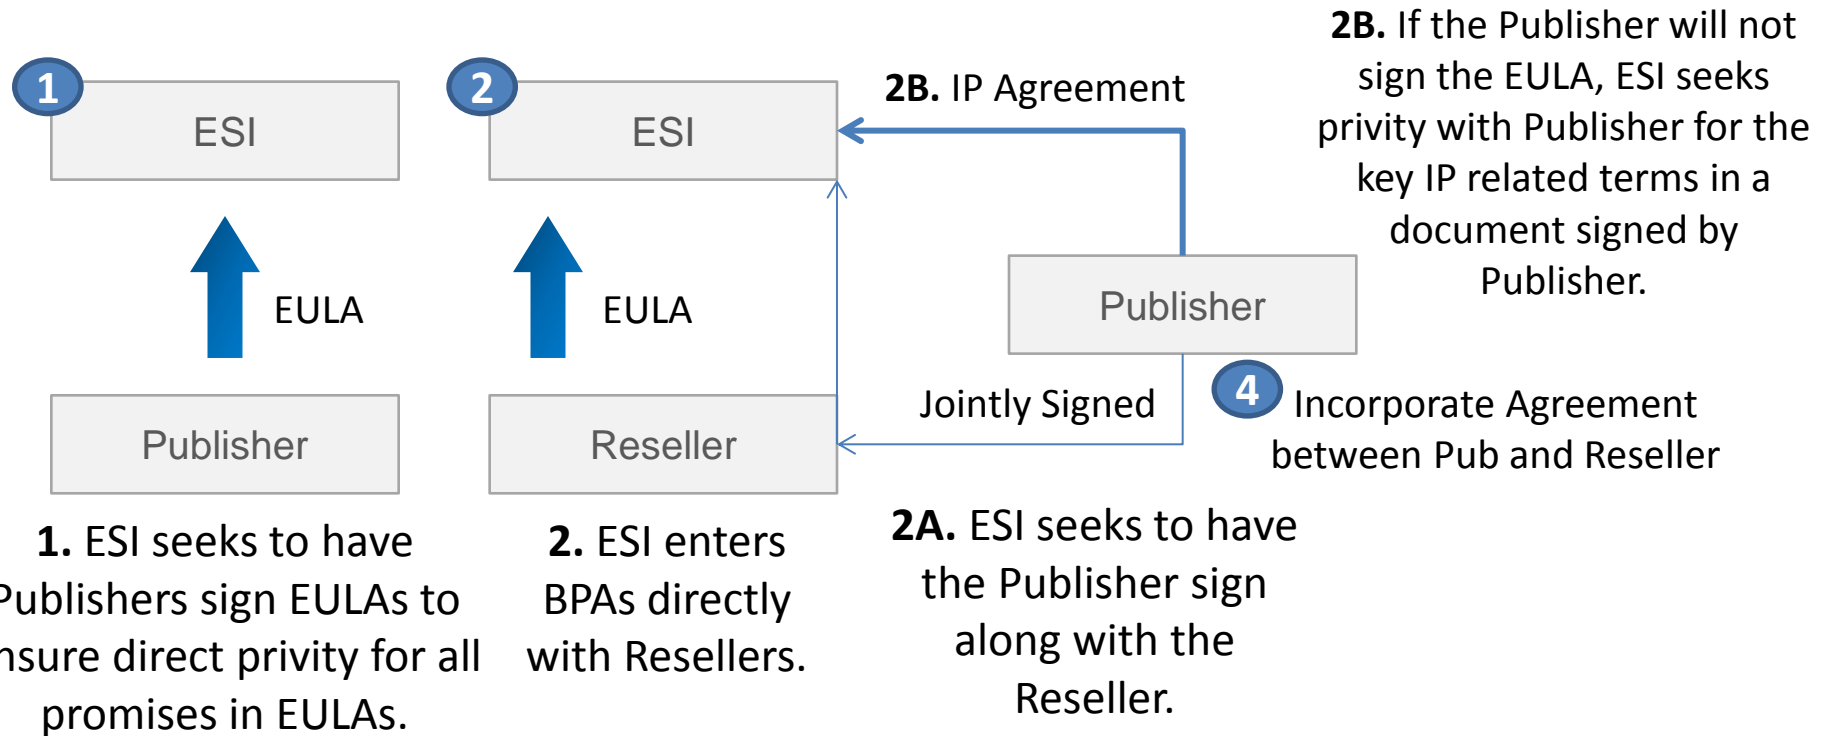 1
ESI
EULA
Publisher
1. ESI seeks to have
Publishers sign EULAs to
nsure direct privity for all
promises in EULAs.
2
ESI
EULA
Reseller
2. ESI enters
BPAs directly
with Resellers.
2B. IP Agreement
Publisher
Jointly Signed
4
Incorporate Agreement
between Pub and Reseller
2A. ESI seeks to have
the Publisher sign
along with the
Reseller.
2B. If the Publisher will not
sign the EULA, ESI seeks
privity with Publisher for the
key IP related terms in a
document signed by
Publisher.